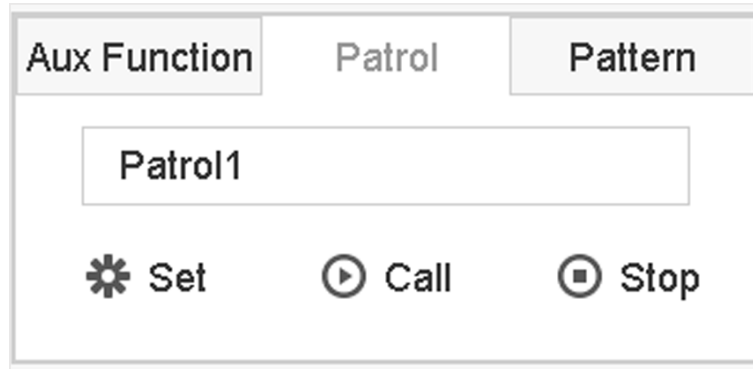 Aux Function Patrol Pattern
Patrol1
Set Call Stop